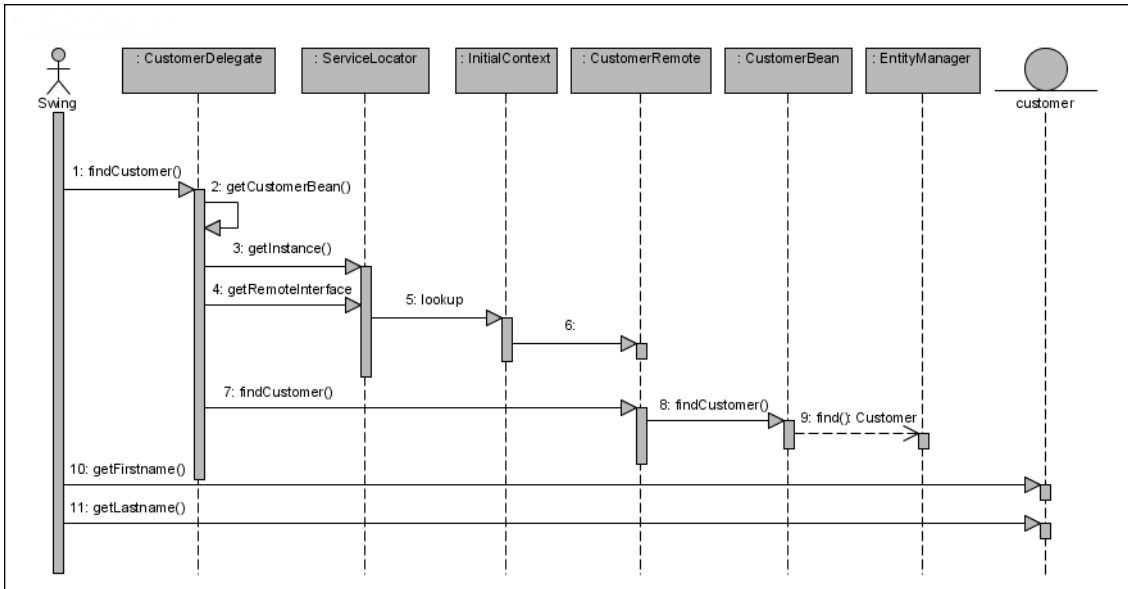 : CustomerDelegate
: ServiceLocator
: InitialContext
: CustomerRemote
: CustomerBean
: EntityManager
Swing
customer
1: findCustomer()
2: getCustomerBean()
3: getInstance()
4: getRemoteInterface
5: lookup
6:
7: findCustomer()
8: findCustomer()
9: find(): Customer
10: getFirstname()
11: getLastname()